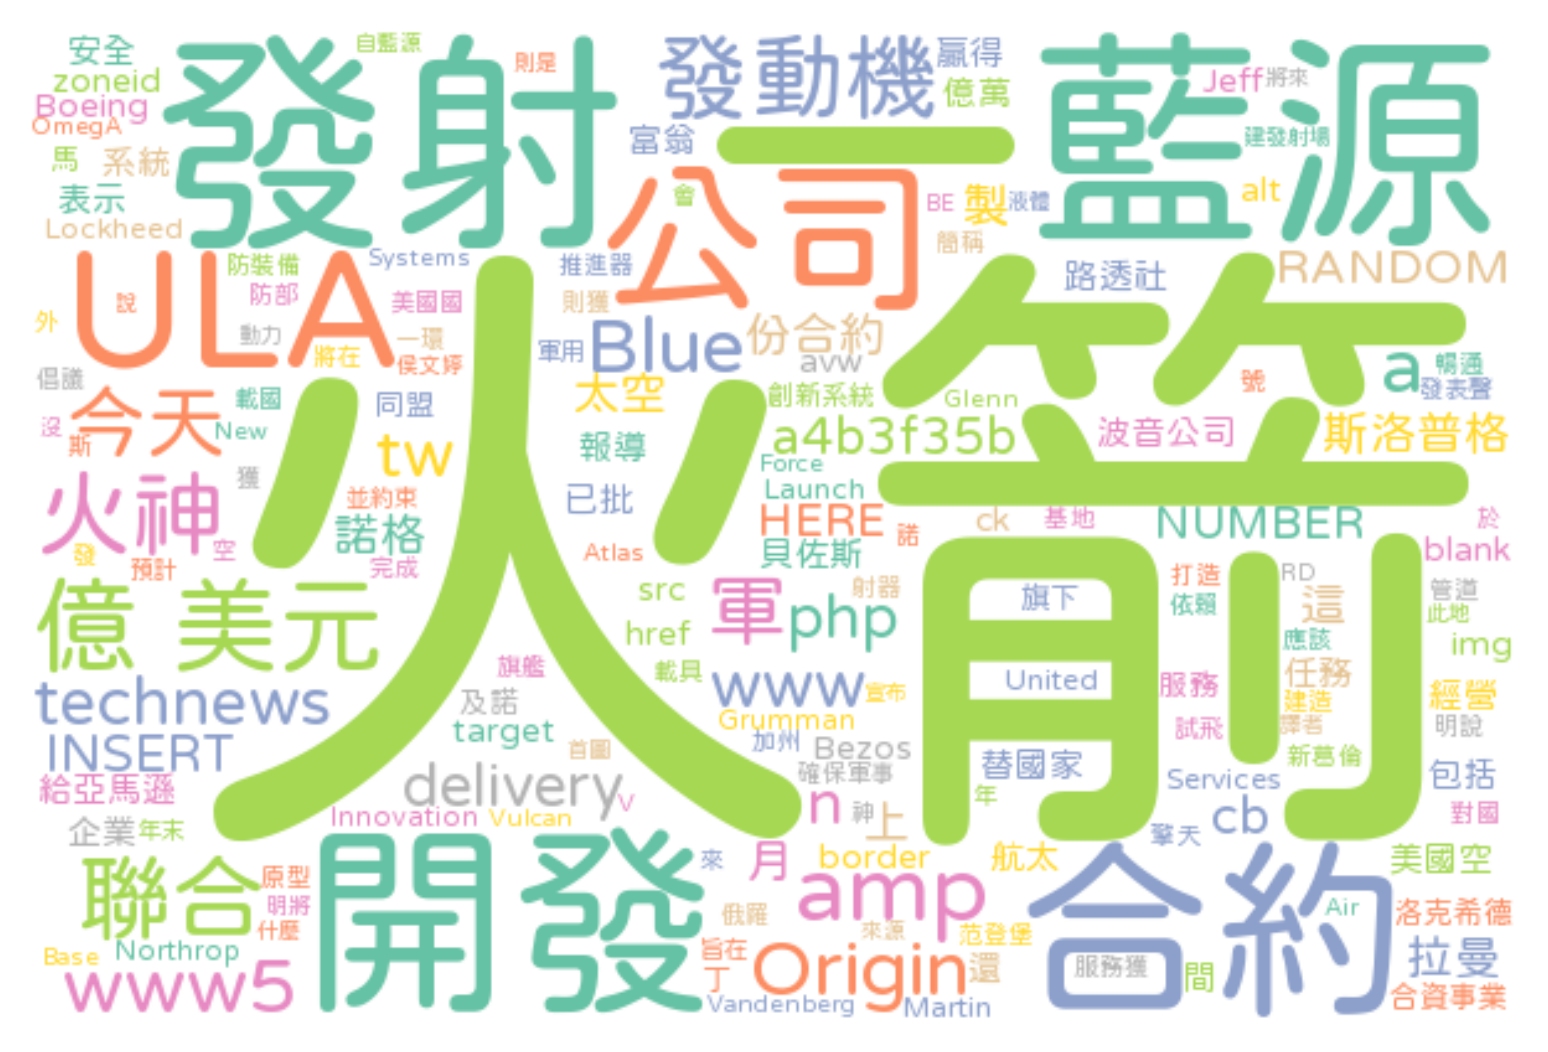 安全
zoneid
Boeing
OmegA
馬
系統
表示
Lockheed
發射
自藍源
則是
發動機
贏得
億萬
富翁
一
公司
會
BE
製
液體
簡稱
藍源
Jeff
將來
建發射場
alt
RANDOM
路透社
ULA
說
外
防裝備
防部
動力
將在
Systems
美國國
一環
侯文婷
推進器
則獲
軍用
Blue
份合約
avw
火箭
a
暢通
發表聲
號
倡議
今天
沒
斯
載國
New
獲
同盟
tw
太空
報導
已批
創新系統
Glenn
a4b3f35b
Force
Launch
HERE
諾
貝佐斯
波音公司
斯洛普格
ck
基地
NUMBER
於
blank
火神
空
發
預計
並約束
諾格
完成
Atlas
億
美元
src
href
載具
軍
射器
php
旗下
打造
依賴
RD
這
應該
任務
管道
此地
img
technews
INSERT
給亞馬遜
企業
年末
旗艦
及諾
target
首圖
delivery
V
Innovation
Vulcan
www
宣布
Grumman
加州
Bezos
確保軍事
n
神
上
United
替國家
年
服務
建造
試飛
譯者
新葛倫
經營
明說
包括
Services
cb
對國
擎天
聯合
原型
明將
什麼
Base
Northrop
www5
開發
來
月
border
航太
amp
俄羅
來源
范登堡
旨在
丁
Origin
還
Vandenberg
Martin
合約
服務獲
間
Air
美國空
洛克希德
拉曼
合資事業